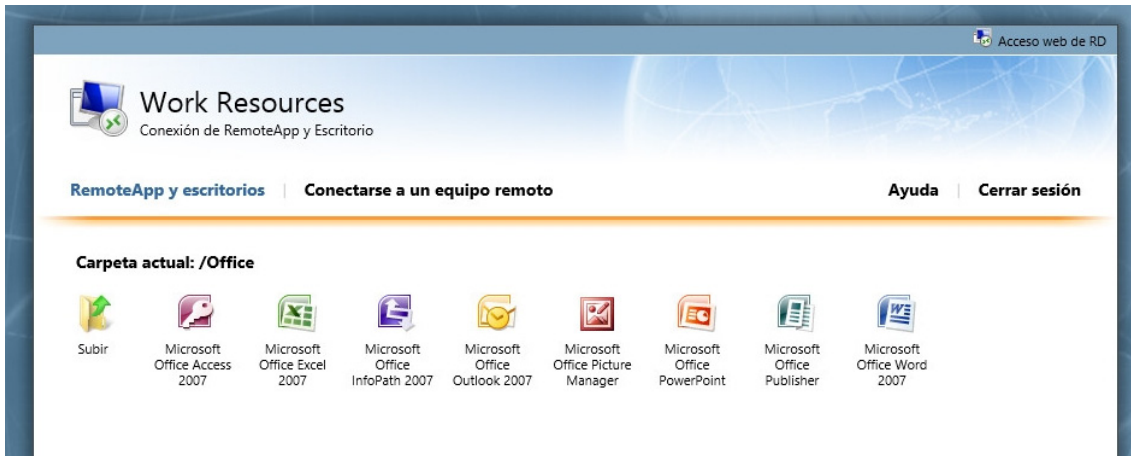 Acceso web de RD
Work Resources
Conexión de RemoteApp y Escritorio
RemoteApp y escritorios | Conectarse a un equipo remoto Ayuda | Cerrar sesión
Carpeta actual: /Office
Subir
Microsoft
Office Access
2007
Microsoft
Office Excel
2007
Microsoft
Office
InfoPath 2007
Microsoft
Office
Outlook 2007
Microsoft
Office Picture
Manager
Microsoft
Office
PowerPoint
Microsoft
Office
Publisher
Microsoft
Office Word
2007